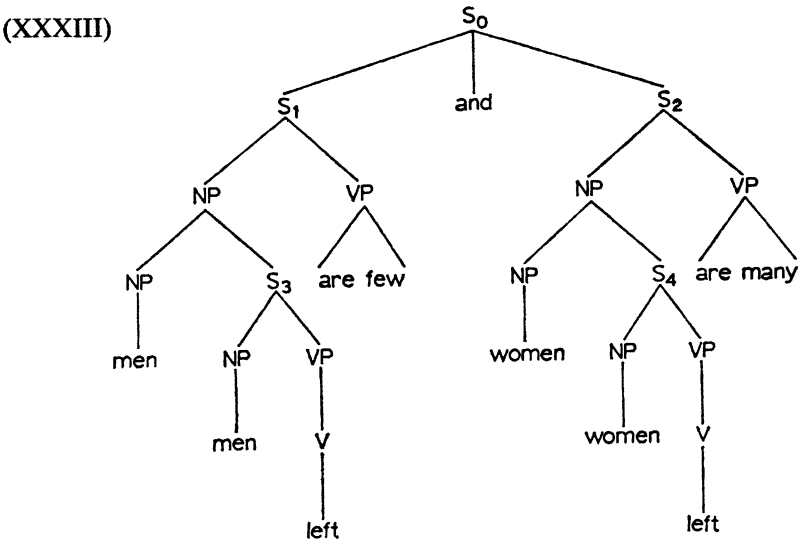 (XXXIII)
S₀
S₁ and S₂
NP VP NP VP
NP S₃ are few NP S₄ are many
men NP VP women NP VP
men V women V
left left